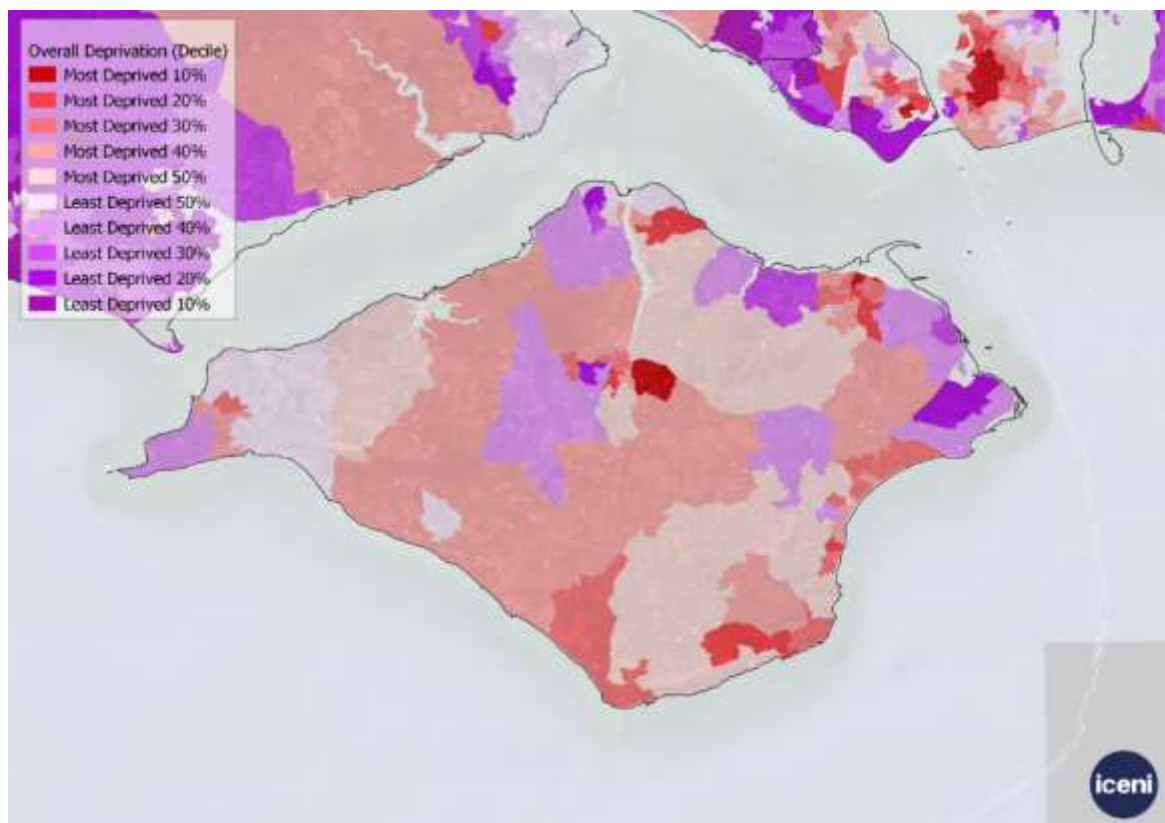 Overall Deprivation (Decile)
Most Deprived 10%
Most Deprived 20%
Most Deprived 30%
Most Deprived 40%
Most Deprived 50%
Least Deprived 50%
Least Deprived 40%
Least Deprived 30%
Least Deprived 20%
Least Deprived 10%
iceni